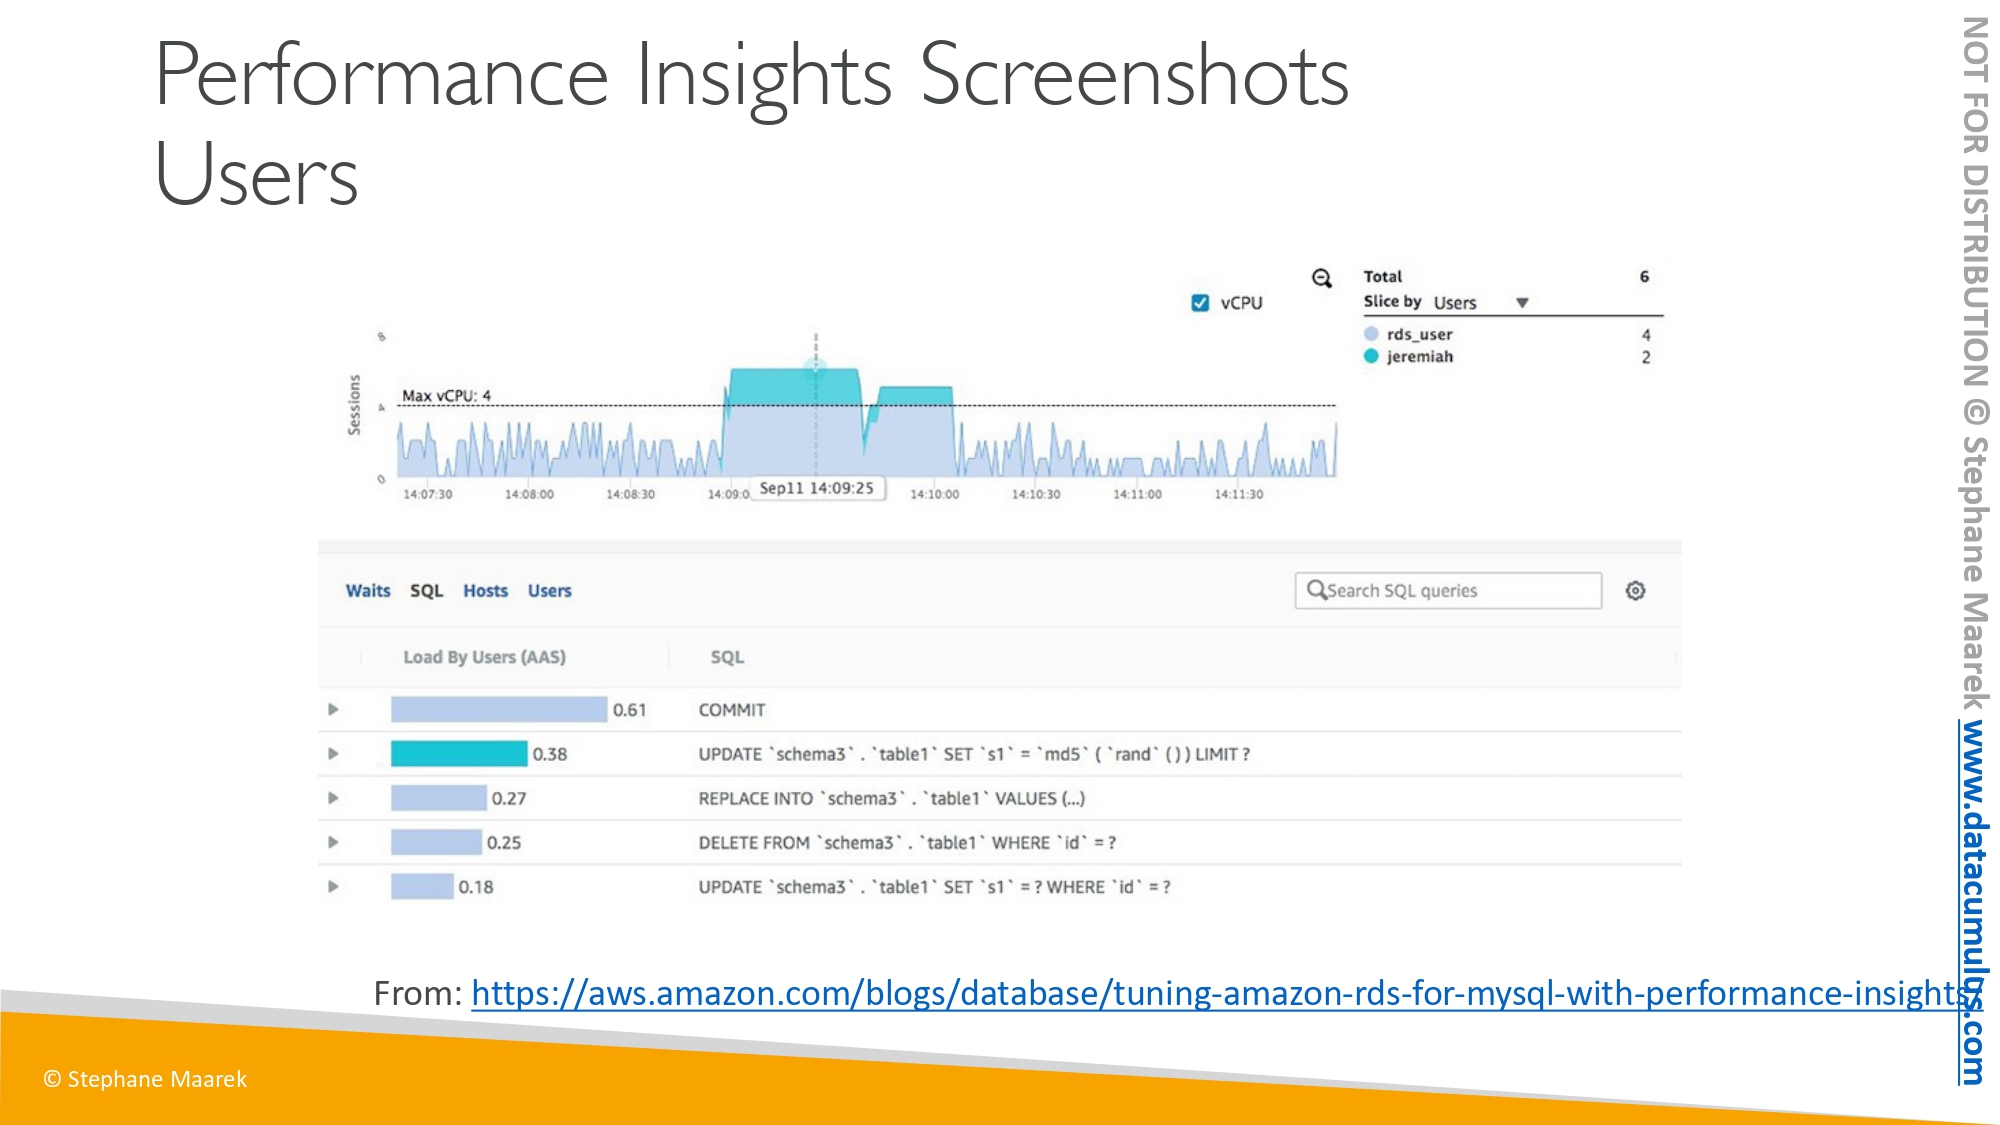 Performance Insights Screenshots
Users
Total 6
vCPU
Slice by Users
rds_user 4
jeremiah 2
8
Sessions
Max vCPU: 4
4
0
14:07:30 14:08:00 14:08:30 14:09:0 Sep11 14:09:25 14:10:00 14:10:30 14:11:00 14:11:30
Waits SQL Hosts Users Search SQL queries
Load By Users (AAS) SQL
0.61 COMMIT
0.38 UPDATE `schema3` . `table1` SET `s1` = `md5` ( `rand` ( ) ) LIMIT ?
0.27 REPLACE INTO `schema3` . `table1` VALUES (...)
0.25 DELETE FROM `schema3` . `table1` WHERE `id` = ?
0.18 UPDATE `schema3` . `table1` SET `s1` = ? WHERE `id` = ?
From: https://aws.amazon.com/blogs/database/tuning-amazon-rds-for-mysql-with-performance-insights/
© Stephane Maarek
NOT FOR DISTRIBUTION © Stephane Maarek www.datacumulus.com